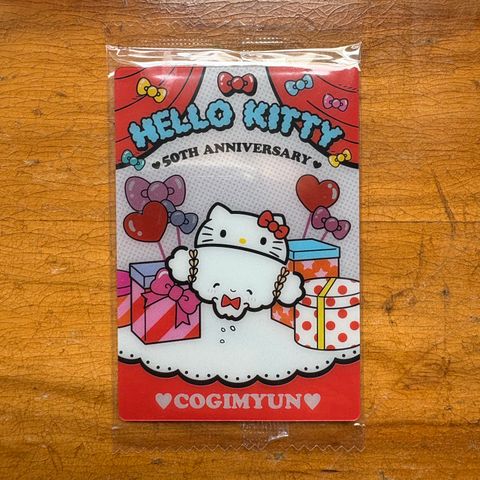 HELLO KITTY
♥50TH ANNIVERSARY♥
♥COGIMYUN♥